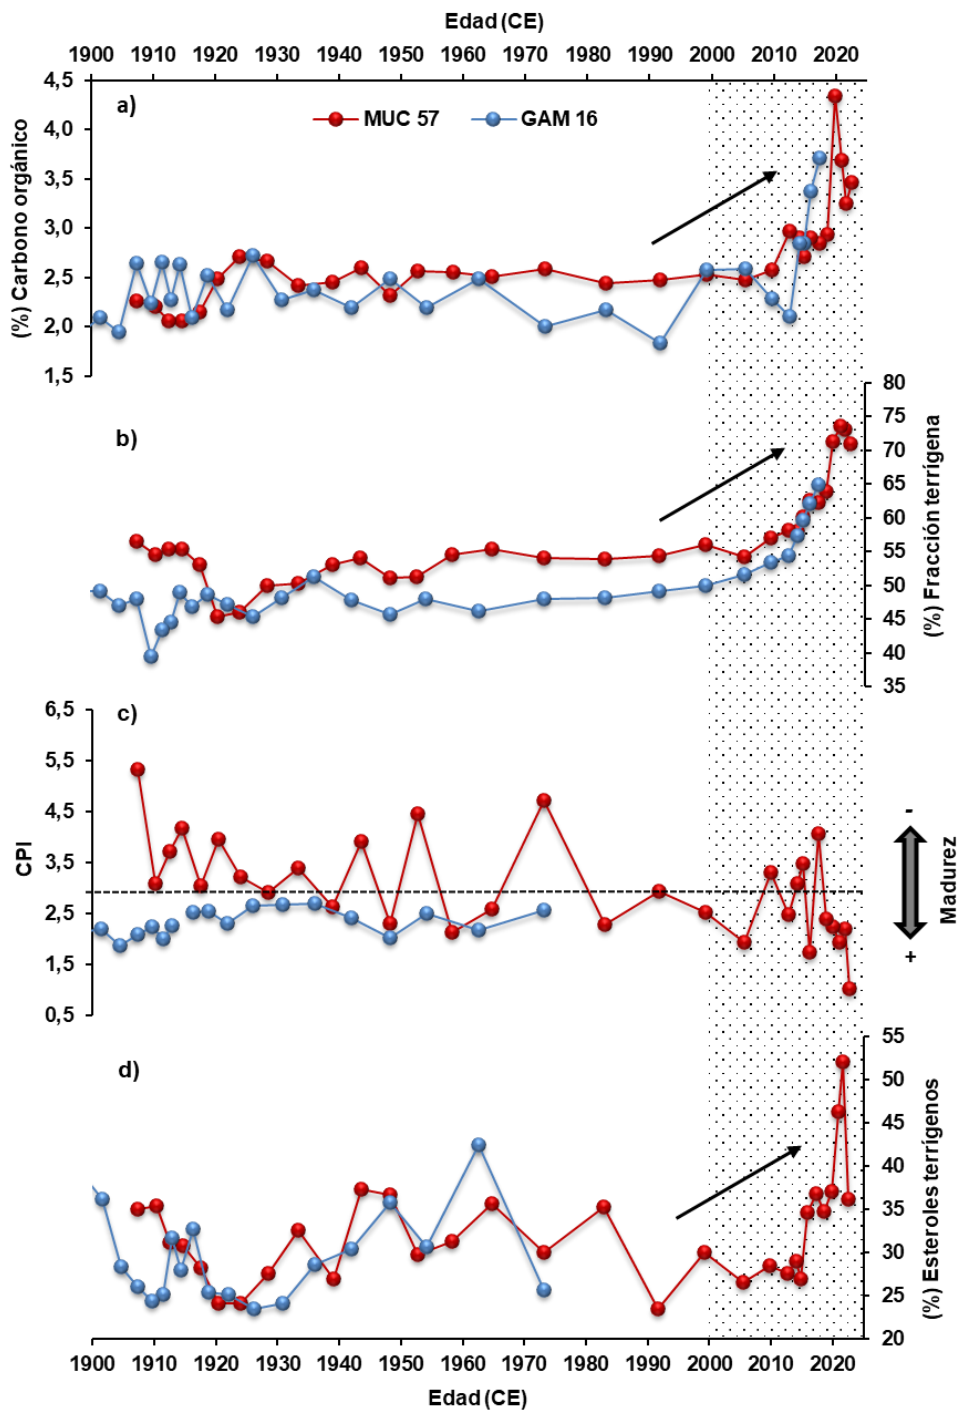 Edad (CE)
1900 1910 1920 1930 1940 1950 1960 1970 1980 1990 2000 2010 2020
a)
MUC 57 GAM 16
(%) Carbono orgánico
4,5
4,0
3,5
3,0
2,5
2,0
1,5
b)
80
75
70
65
60
55
50
45
40
35
(%) Fracción terrígena
c)
CPI
6,5
5,5
4,5
3,5
2,5
1,5
0,5
-
Madurez
+
d)
55
50
45
40
35
30
25
20
(%) Esteroles terrígenos
1900 1910 1920 1930 1940 1950 1960 1970 1980 1990 2000 2010 2020
Edad (CE)